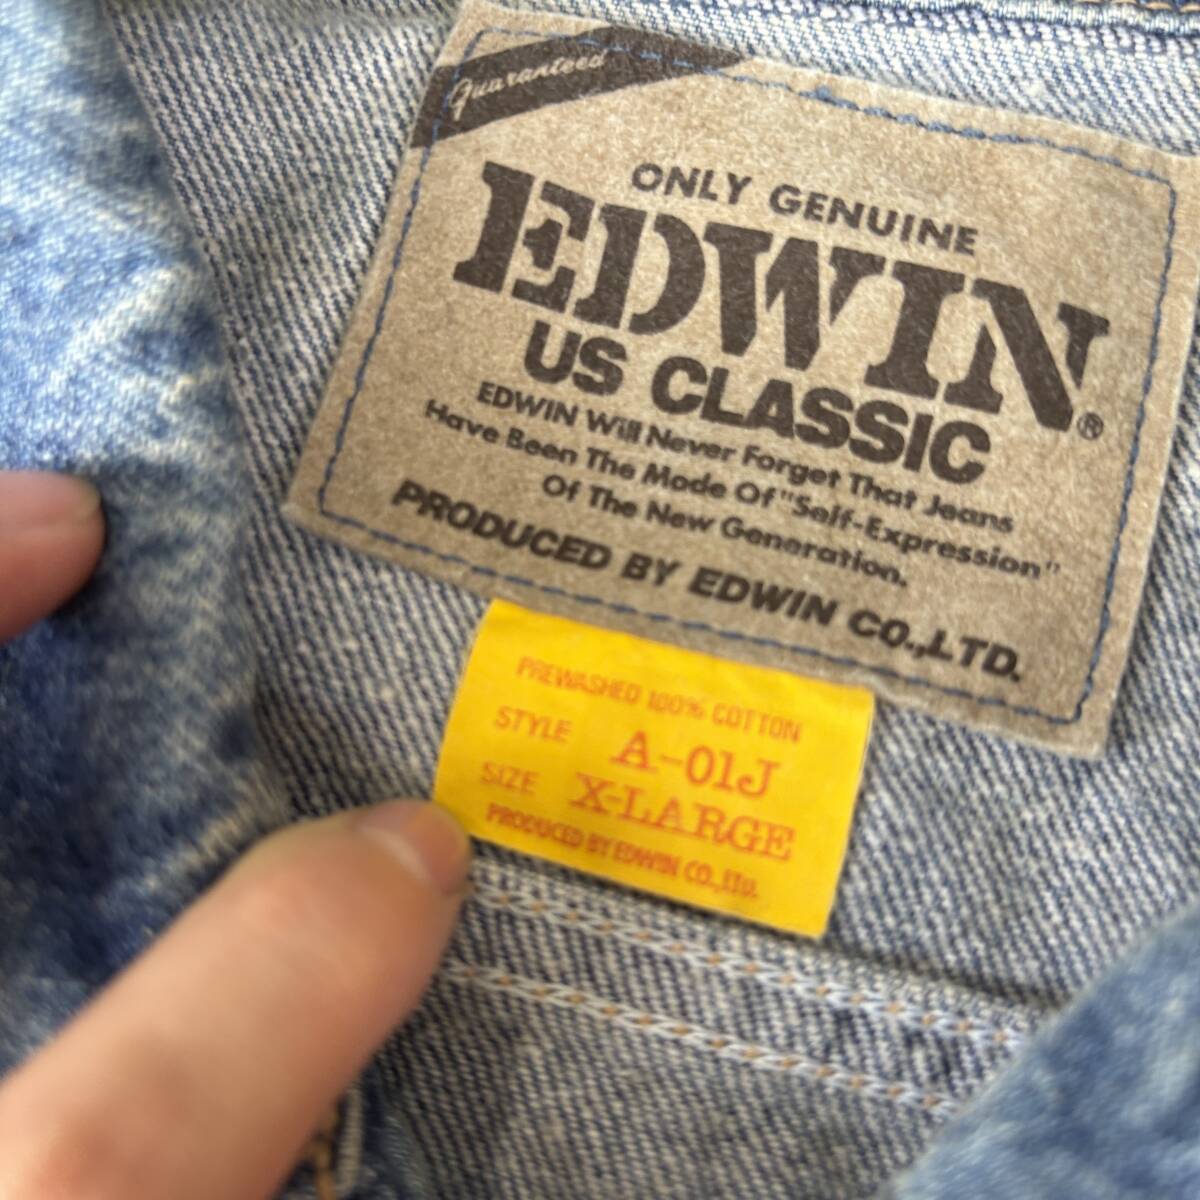 Guaranteed
ONLY GENUINE
EDWIN®
US CLASSIC
EDWIN Will Never Forget That Jeans
Have Been The Mode Of "Self-Expression"
Of The New Generation.
PRODUCED BY EDWIN CO.,LTD.
PREWASHED 100% COTTON
STYLE A-01J
SIZE X-LARGE
PRODUCED BY EDWIN CO.,LTD.